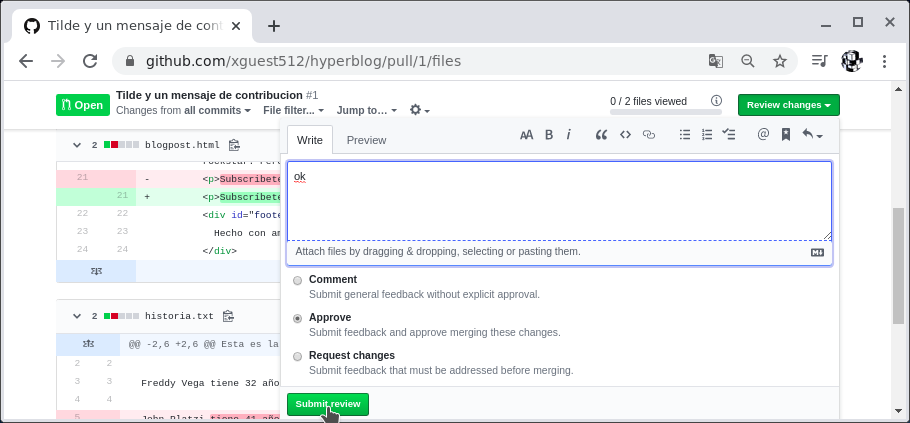 Tilde y un mensaje de cont
github.com/xguest512/hyperblog/pull/1/files
Open
Tilde y un mensaje de contribucion #1
Changes from all commits
File filter...
Jump to...
0 / 2 files viewed
Review changes
2 blogpost.html
21 - <p>Subscribete
21 + <p>Subscribete
22 22 <div id="foote
23 23 Hecho con am
24 24 </div>
2 historia.txt
@@ -2,6 +2,6 @@ Esta es la
2 2
3 3 Freddy Vega tiene 32 año
4 4
5 John Platzi tiene 41 año
Write
Preview
AA B i
ok
Attach files by dragging & dropping, selecting or pasting them.
Comment
Submit general feedback without explicit approval.
Approve
Submit feedback and approve merging these changes.
Request changes
Submit feedback that must be addressed before merging.
Submit review